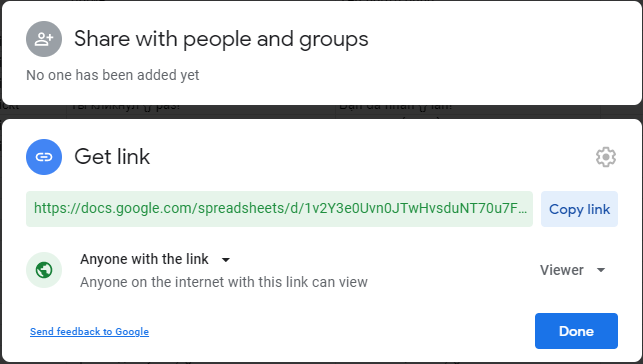 Share with people and groups
No one has been added yet
Get link
https://docs.google.com/spreadsheets/d/1v2Y3e0Uvn0JTwHvsduNT70u7F... Copy link
Anyone with the link
Anyone on the internet with this link can view
Viewer
Send feedback to Google
Done